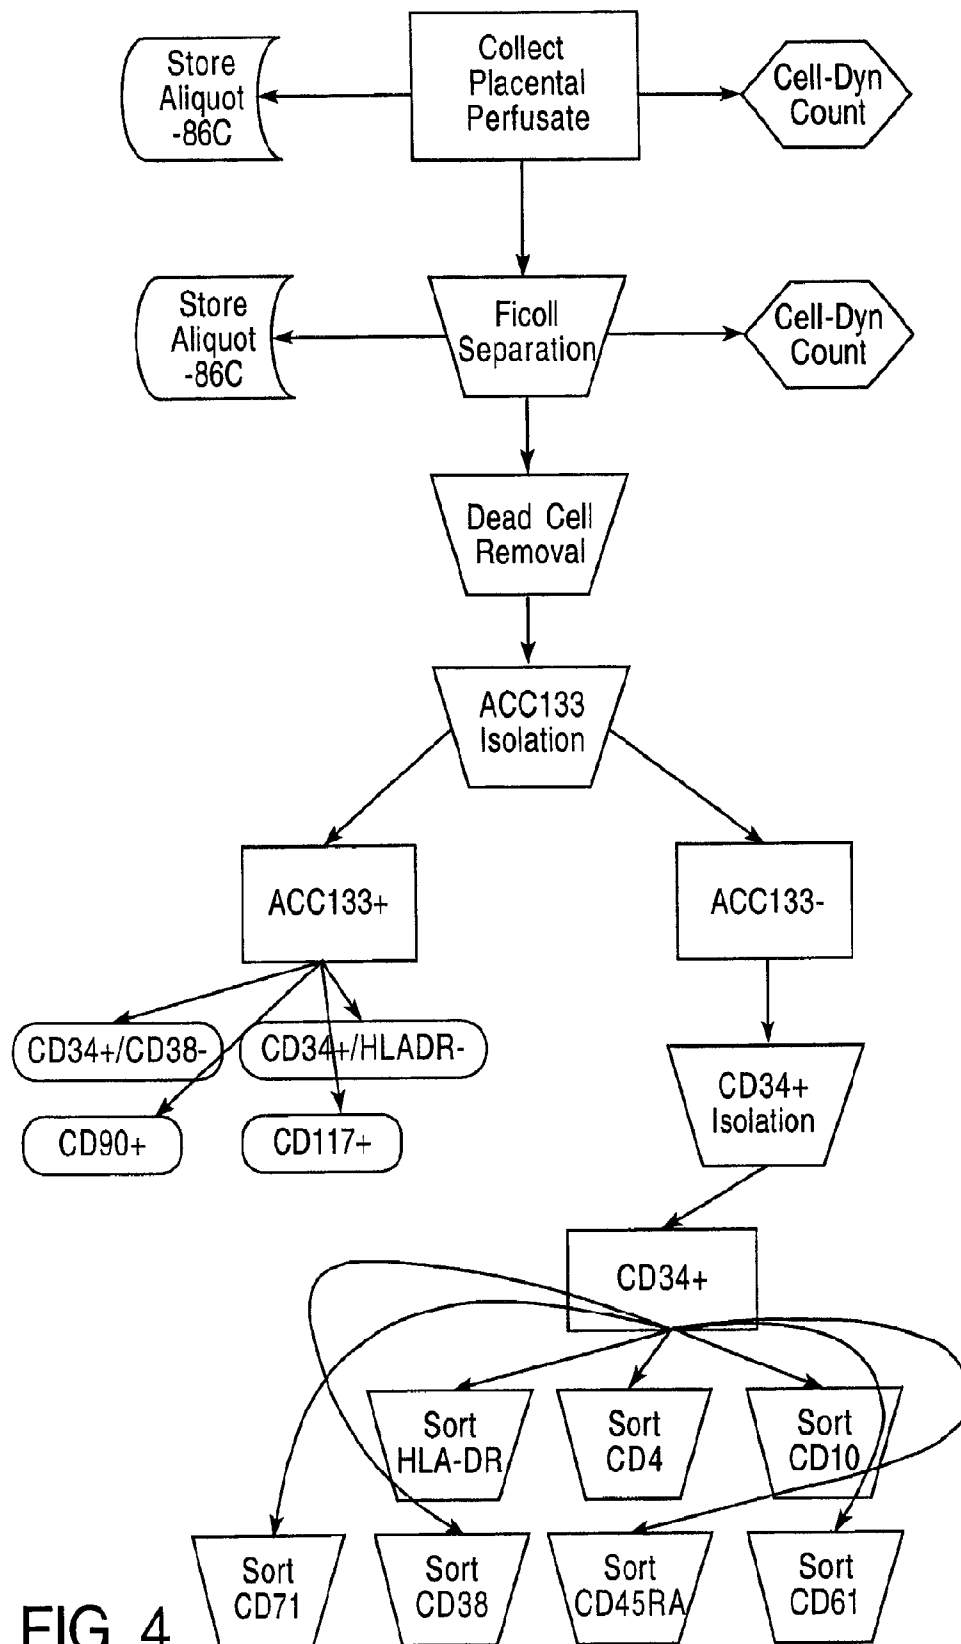 Store
Aliquot
-86C
Collect
Placental
Perfusate
Cell-Dyn
Count
Store
Aliquot
-86C
Ficoll
Separation
Cell-Dyn
Count
Dead Cell
Removal
ACC133
Isolation
ACC133+
ACC133-
CD34+/CD38-
CD34+/HLADR-
CD90+
CD117+
CD34+
Isolation
CD34+
Sort
HLA-DR
Sort
CD4
Sort
CD10
Sort
CD71
Sort
CD38
Sort
CD45RA
Sort
CD61
FIG. 4